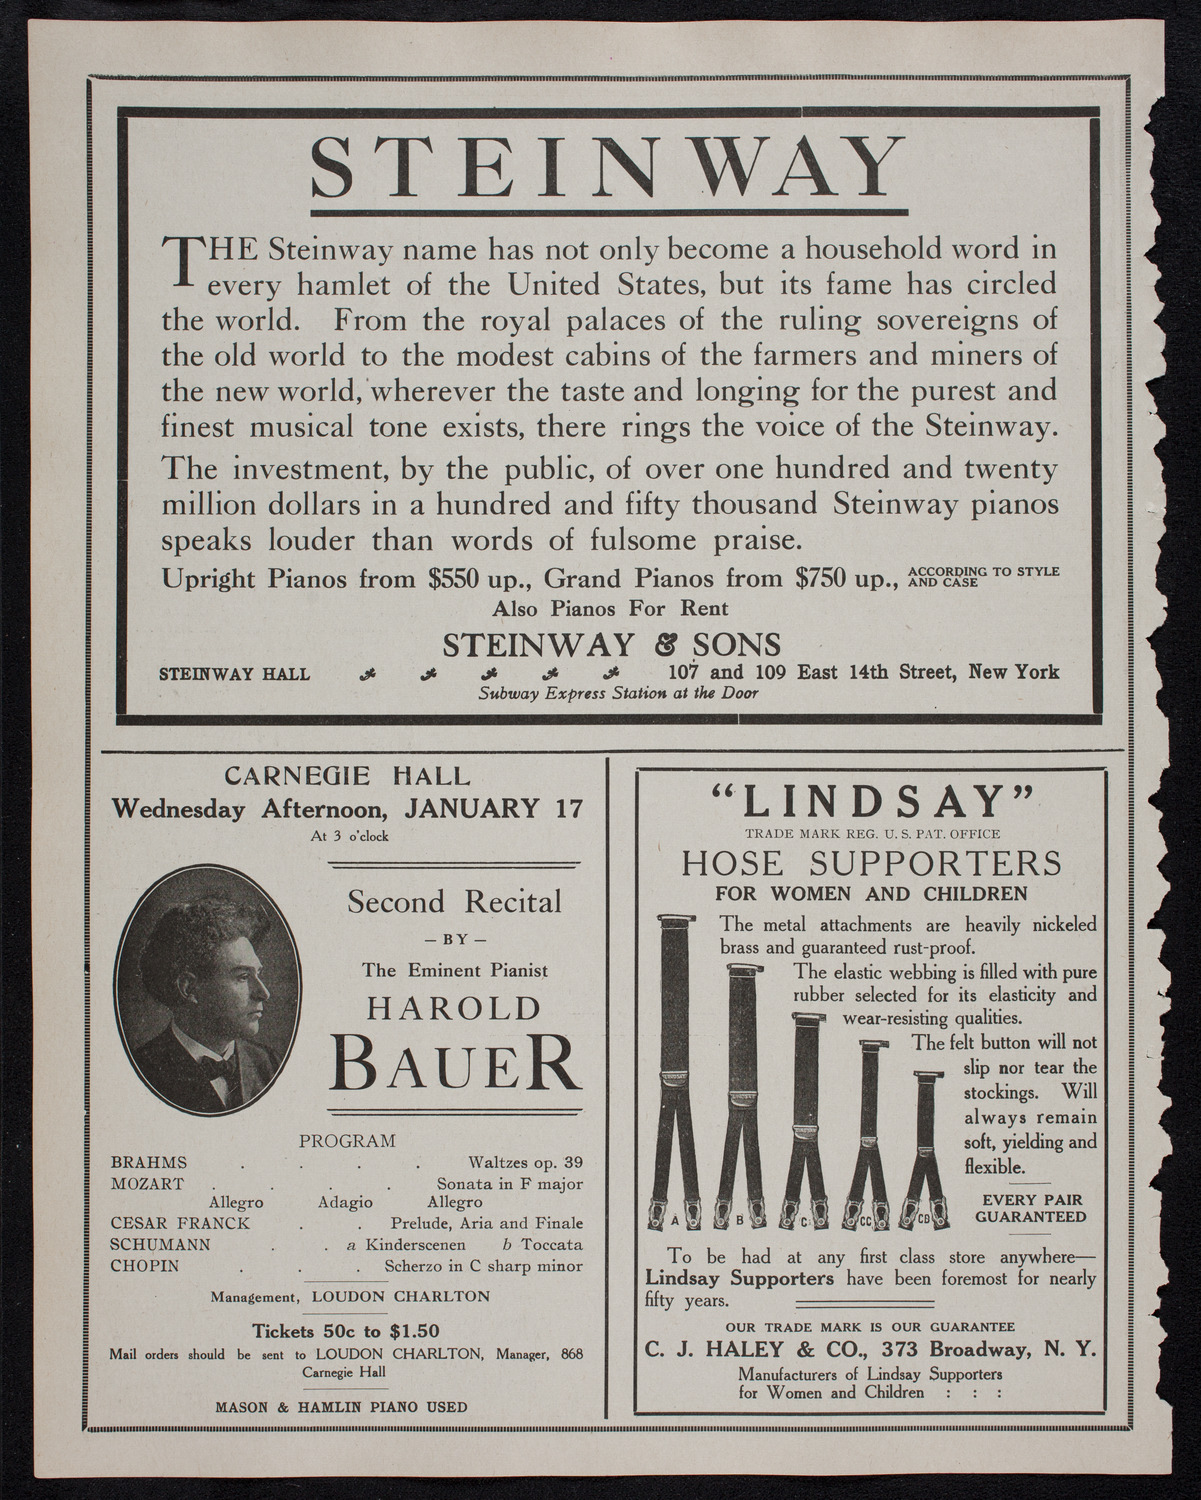 STEINWAY
THE Steinway name has not only become a household word in
every hamlet of the United States, but its fame has circled
the world. From the royal palaces of the ruling sovereigns of
the old world to the modest cabins of the farmers and miners of
the new world, wherever the taste and longing for the purest and
finest musical tone exists, there rings the voice of the Steinway.
The investment, by the public, of over one hundred and twenty
million dollars in a hundred and fifty thousand Steinway pianos
speaks louder than words of fulsome praise.
Upright Pianos from $550 up., Grand Pianos from $750 up., ACCORDING TO STYLE
AND CASE
Also Pianos For Rent
STEINWAY & SONS
STEINWAY HALL 107 and 109 East 14th Street, New York
Subway Express Station at the Door
CARNEGIE HALL
Wednesday Afternoon, JANUARY 17
At 3 o'clock
Second Recital
— BY —
The Eminent Pianist
HAROLD
BAUER
PROGRAM
BRAHMS . . . . Waltzes op. 39
MOZART . . . . Sonata in F major
Allegro Adagio Allegro
CESAR FRANCK . . Prelude, Aria and Finale
SCHUMANN . . a Kinderscenen b Toccata
CHOPIN . . . Scherzo in C sharp minor
Management, LOUDON CHARLTON
Tickets 50c to $1.50
Mail orders should be sent to LOUDON CHARLTON, Manager, 868
Carnegie Hall
MASON & HAMLIN PIANO USED
"LINDSAY"
TRADE MARK REG. U. S. PAT. OFFICE
HOSE SUPPORTERS
FOR WOMEN AND CHILDREN
The metal attachments are heavily nickeled
brass and guaranteed rust-proof.
The elastic webbing is filled with pure
rubber selected for its elasticity and
wear-resisting qualities.
The felt button will not
slip nor tear the
stockings. Will
always remain
soft, yielding and
flexible.
EVERY PAIR
GUARANTEED
LINDSAY
A B C CC CB
To be had at any first class store anywhere—
Lindsay Supporters have been foremost for nearly
fifty years.
OUR TRADE MARK IS OUR GUARANTEE
C. J. HALEY & CO., 373 Broadway, N. Y.
Manufacturers of Lindsay Supporters
for Women and Children : : :